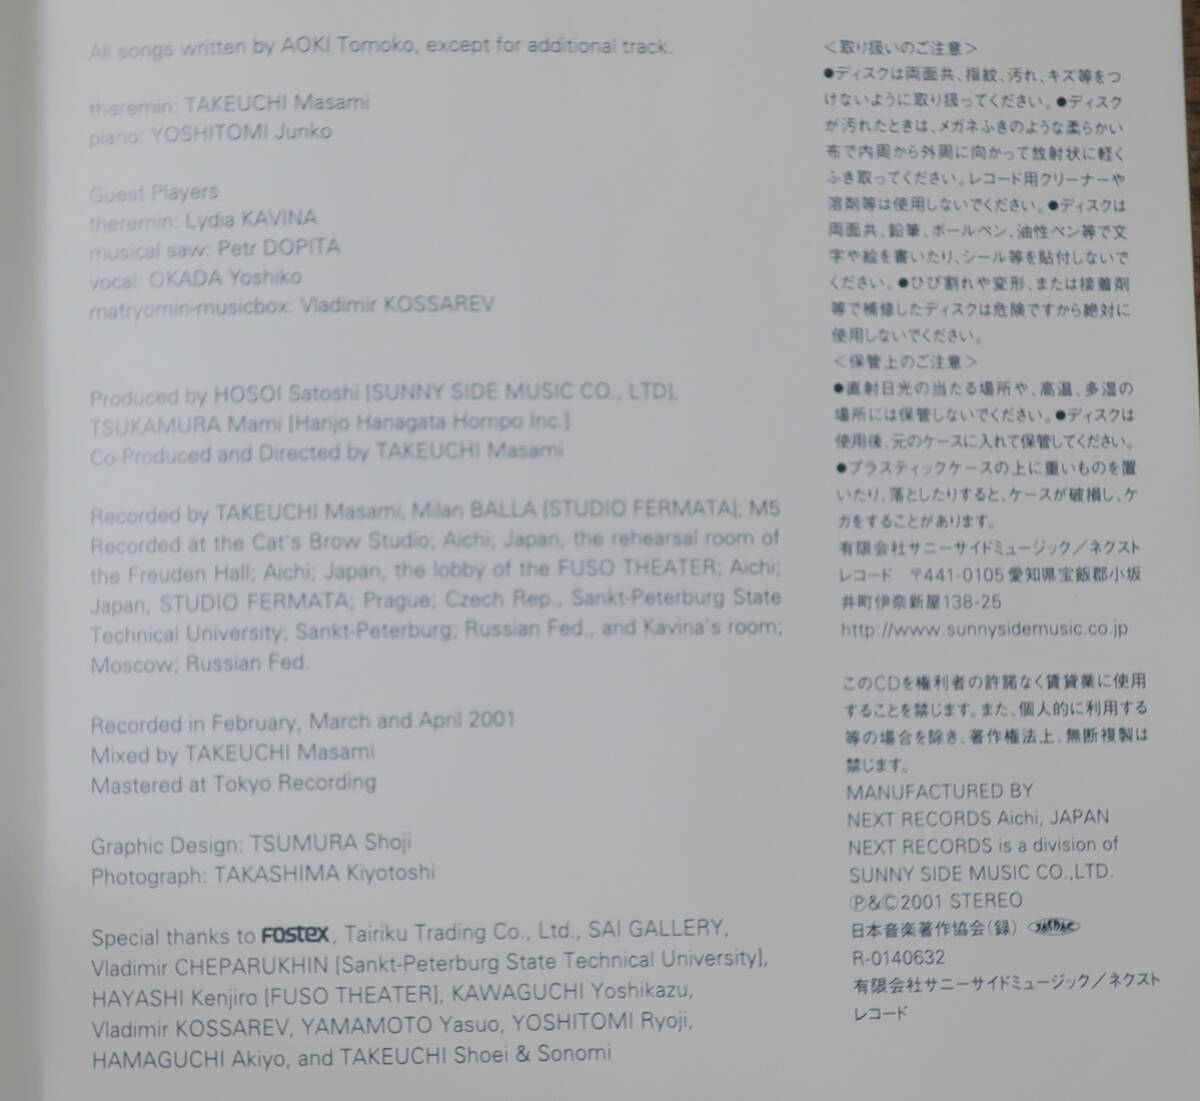 All songs written by AOKI Tomoko, except for additional track.
theremin: TAKEUCHI Masami
piano: YOSHITOMI Junko
Guest Players
theremin: Lydia KAVINA
musical saw: Petr DOPITA
vocal: OKADA Yoshiko
matryomin-musicbox: Vladimir KOSSAREV
Produced by HOSOI Satoshi [SUNNY SIDE MUSIC CO., LTD],
TSUKAMURA Mami [Hanjo Hanagata Hompo Inc.]
Co-Produced and Directed by TAKEUCHI Masami
Recorded by TAKEUCHI Masami, Milan BALLA [STUDIO FERMATA]; M5
Recorded at the Cat's Brow Studio; Aichi; Japan, the rehearsal room of
the Freuden Hall; Aichi; Japan, the lobby of the FUSO THEATER; Aichi;
Japan, STUDIO FERMATA; Prague; Czech Rep., Sankt-Peterburg State
Technical University; Sankt-Peterburg; Russian Fed., and Kavina's room;
Moscow; Russian Fed.
Recorded in February, March and April 2001
Mixed by TAKEUCHI Masami
Mastered at Tokyo Recording
Graphic Design: TSUMURA Shoji
Photograph: TAKASHIMA Kiyotoshi
Special thanks to Fostex, Tairiku Trading Co., Ltd., SAI GALLERY,
Vladimir CHEPARUKHIN [Sankt-Peterburg State Technical University],
HAYASHI Kenjiro [FUSO THEATER], KAWAGUCHI Yoshikazu,
Vladimir KOSSAREV, YAMAMOTO Yasuo, YOSHITOMI Ryoji,
HAMAGUCHI Akiyo, and TAKEUCHI Shoei & Sonomi
<取り扱いのご注意>
●ディスクは両面共、指紋、汚れ、キズ等をつ
けないように取り扱ってください。●ディスク
が汚れたときは、メガネふきのような柔らかい
布で内周から外周に向かって放射状に軽く
ふき取ってください。レコード用クリーナーや
溶剤等は使用しないでください。●ディスクは
両面共、鉛筆、ボールペン、油性ペン等で文
字や絵を書いたり、シール等を貼付しないで
ください。●ひび割れや変形、または接着剤
等で補修したディスクは危険ですから絶対に
使用しないでください。
<保管上のご注意>
●直射日光の当たる場所や、高温、多湿の
場所には保管しないでください。●ディスクは
使用後、元のケースに入れて保管してください。
●プラスティックケースの上に重いものを置
いたり、落としたりすると、ケースが破損し、ケ
ガをすることがあります。
有限会社サニーサイドミュージック/ネクスト
レコード 〒441-0105 愛知県宝飯郡小坂
井町伊奈新屋138-25
http://www.sunnysidemusic.co.jp
このCDを権利者の許諾なく賃貸業に使用
することを禁じます。また、個人的に利用する
等の場合を除き、著作権法上、無断複製は
禁じます。
MANUFACTURED BY
NEXT RECORDS Aichi, JAPAN
NEXT RECORDS is a division of
SUNNY SIDE MUSIC CO.,LTD.
Ⓟ&Ⓒ2001 STEREO
日本音楽著作協会(録) JASRAC
R-0140632
有限会社サニーサイドミュージック/ネクスト
レコード